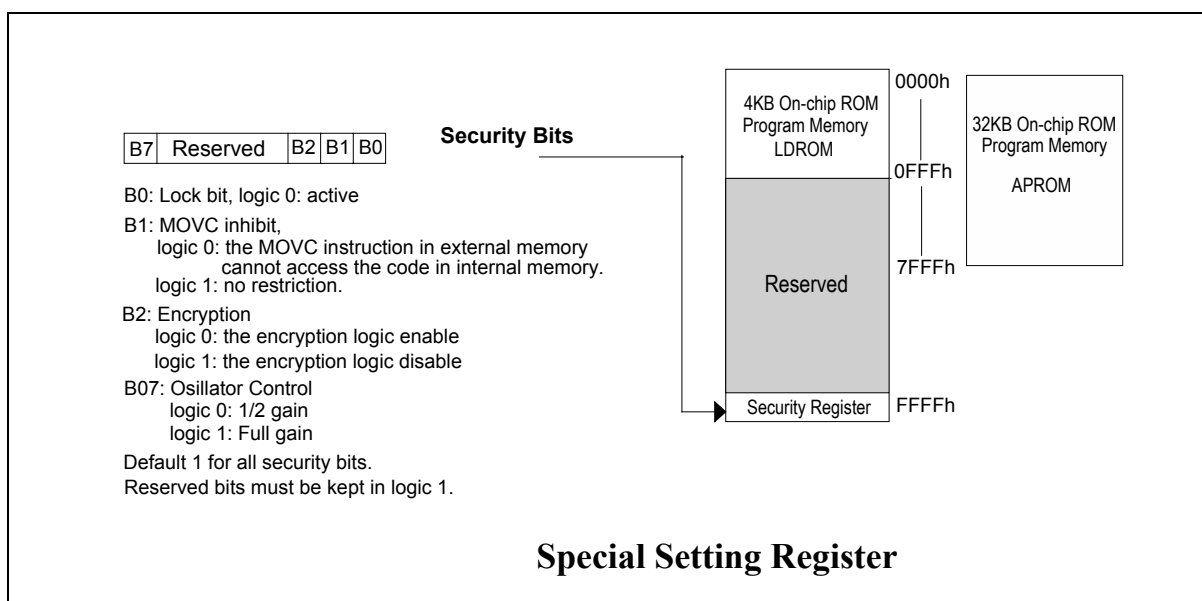 B7 Reserved B2 B1 B0
Security Bits
B0: Lock bit, logic 0: active
B1: MOVC inhibit,
logic 0: the MOVC instruction in external memory
cannot access the code in internal memory.
logic 1: no restriction.
B2: Encryption
logic 0: the encryption logic enable
logic 1: the encryption logic disable
B07: Osillator Control
logic 0: 1/2 gain
logic 1: Full gain
Default 1 for all security bits.
Reserved bits must be kept in logic 1.
4KB On-chip ROM
Program Memory
LDROM
Reserved
Security Register
0000h
0FFFh
7FFFh
FFFFh
32KB On-chip ROM
Program Memory
APROM
Special Setting Register